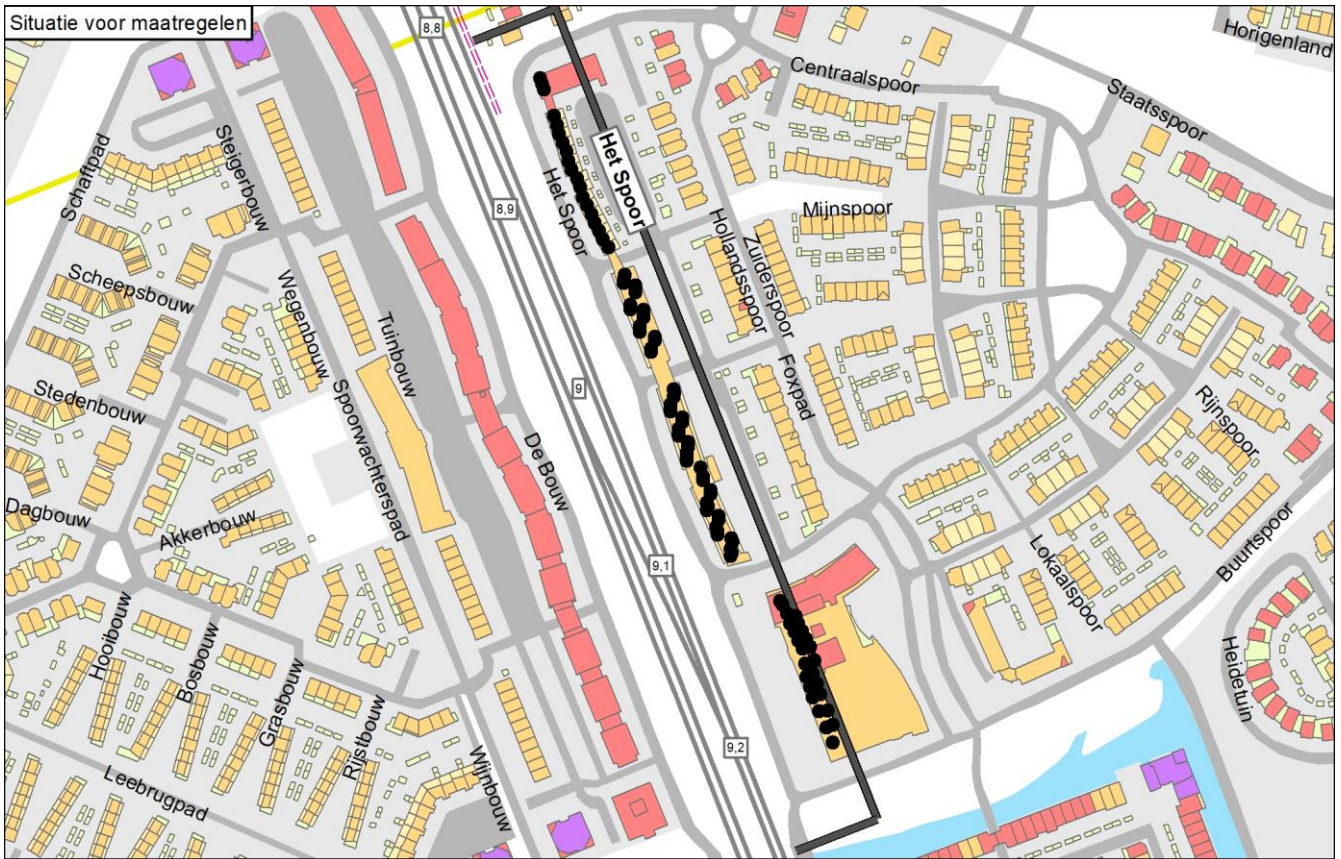 Situatie voor maatregelen
8,8
Horigenland
Centraalspoor
Staatsspoor
Schaftpad
Steigerbouw
Het Spoor
Het Spoor
8,9
Mijnspoor
Hollandsspoor
Zuiderspoor
Scheepsbouw
Wegenbouw
Tuinbouw
Stedenbouw
9
Foxpad
Rijnspoor
Spoorwachterspad
De Bouw
Dagbouw
Akkerbouw
9,1
Lokaalspoor
Buurtspoor
Hooibouw
Bosbouw
Grasbouw
Rijstbouw
Heidetuin
9,2
Wijnbouw
Leebrugpad